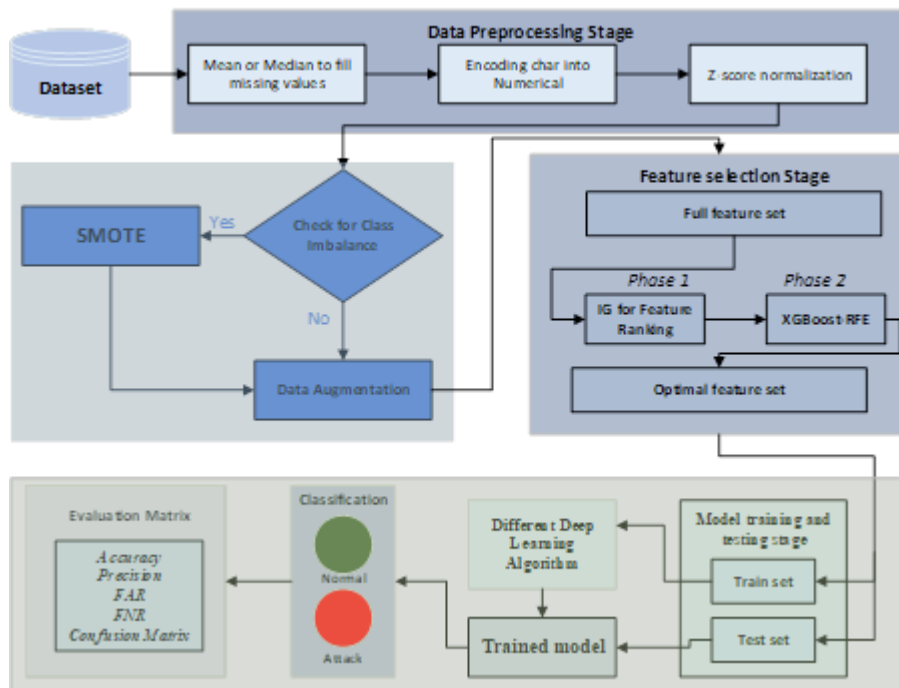 Data Preprocessing Stage
Dataset
Mean or Median to fill
missing values
Encoding char into
Numerical
Z-score normalization
Check for Class
Imbalance
Yes
SMOTE
No
Data Augmentation
Feature selection Stage
Full feature set
Phase 1
Phase 2
IG for Feature
Ranking
XGBoost-RFE
Optimal feature set
Evaluation Matrix
Accuracy
Precision
FAR
FNR
Confusion Matrix
Classification
Normal
Attack
Different Deep
Learning
Algorithm
Trained model
Model training and
testing stage
Train set
Test set